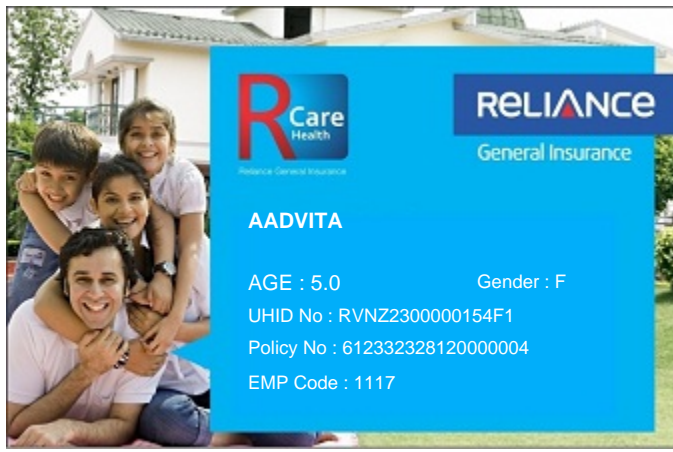 R Care
Health
Reliance General Insurance
RELIANCE
General Insurance
AADVITA
AGE : 5.0
Gender : F
UHID No : RVNZ2300000154F1
Policy No : 612332328120000004
EMP Code : 1117